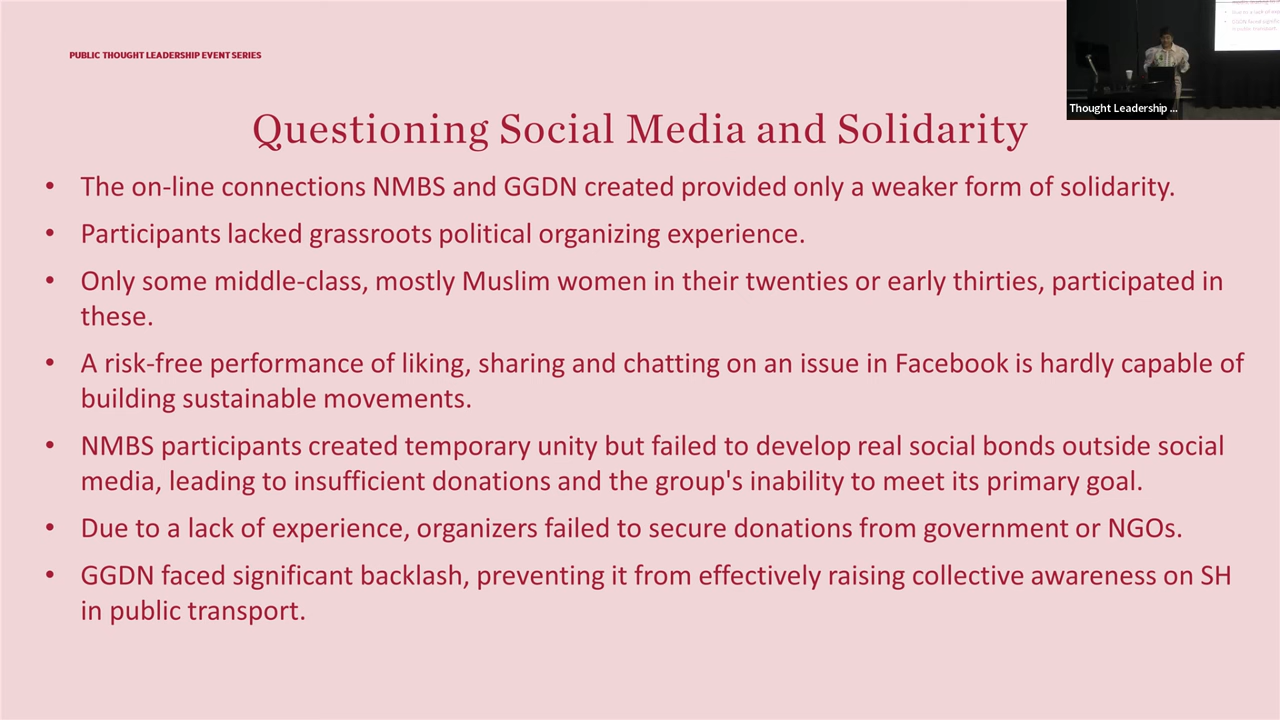 PUBLIC THOUGHT LEADERSHIP EVENT SERIES
Thought Leadership ...
Questioning Social Media and Solidarity
• The on-line connections NMBS and GGDN created provided only a weaker form of solidarity.
• Participants lacked grassroots political organizing experience.
• Only some middle-class, mostly Muslim women in their twenties or early thirties, participated in
these.
• A risk-free performance of liking, sharing and chatting on an issue in Facebook is hardly capable of
building sustainable movements.
• NMBS participants created temporary unity but failed to develop real social bonds outside social
media, leading to insufficient donations and the group's inability to meet its primary goal.
• Due to a lack of experience, organizers failed to secure donations from government or NGOs.
• GGDN faced significant backlash, preventing it from effectively raising collective awareness on SH
in public transport.